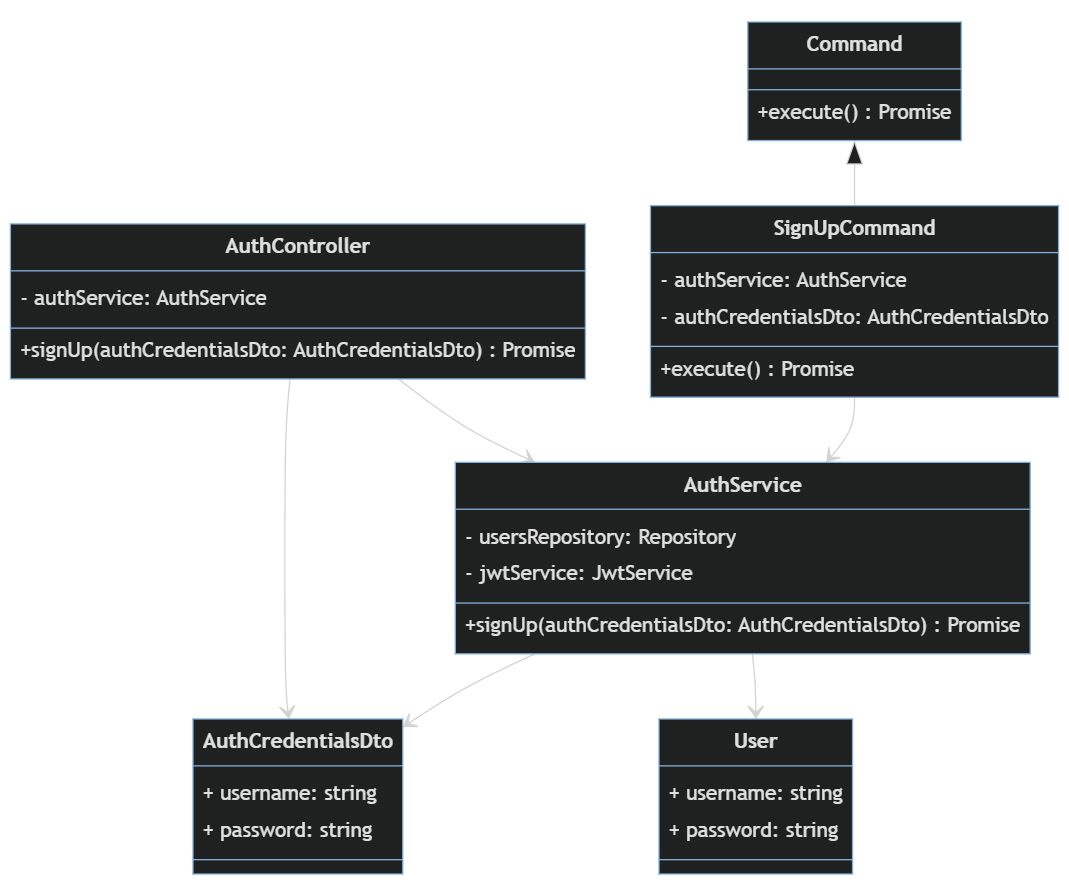 Command
+execute() : Promise
SignUpCommand
- authService: AuthService
- authCredentialsDto: AuthCredentialsDto
+execute() : Promise
AuthController
- authService: AuthService
+signUp(authCredentialsDto: AuthCredentialsDto) : Promise
AuthService
- usersRepository: Repository
- jwtService: JwtService
+signUp(authCredentialsDto: AuthCredentialsDto) : Promise
AuthCredentialsDto
+ username: string
+ password: string
User
+ username: string
+ password: string